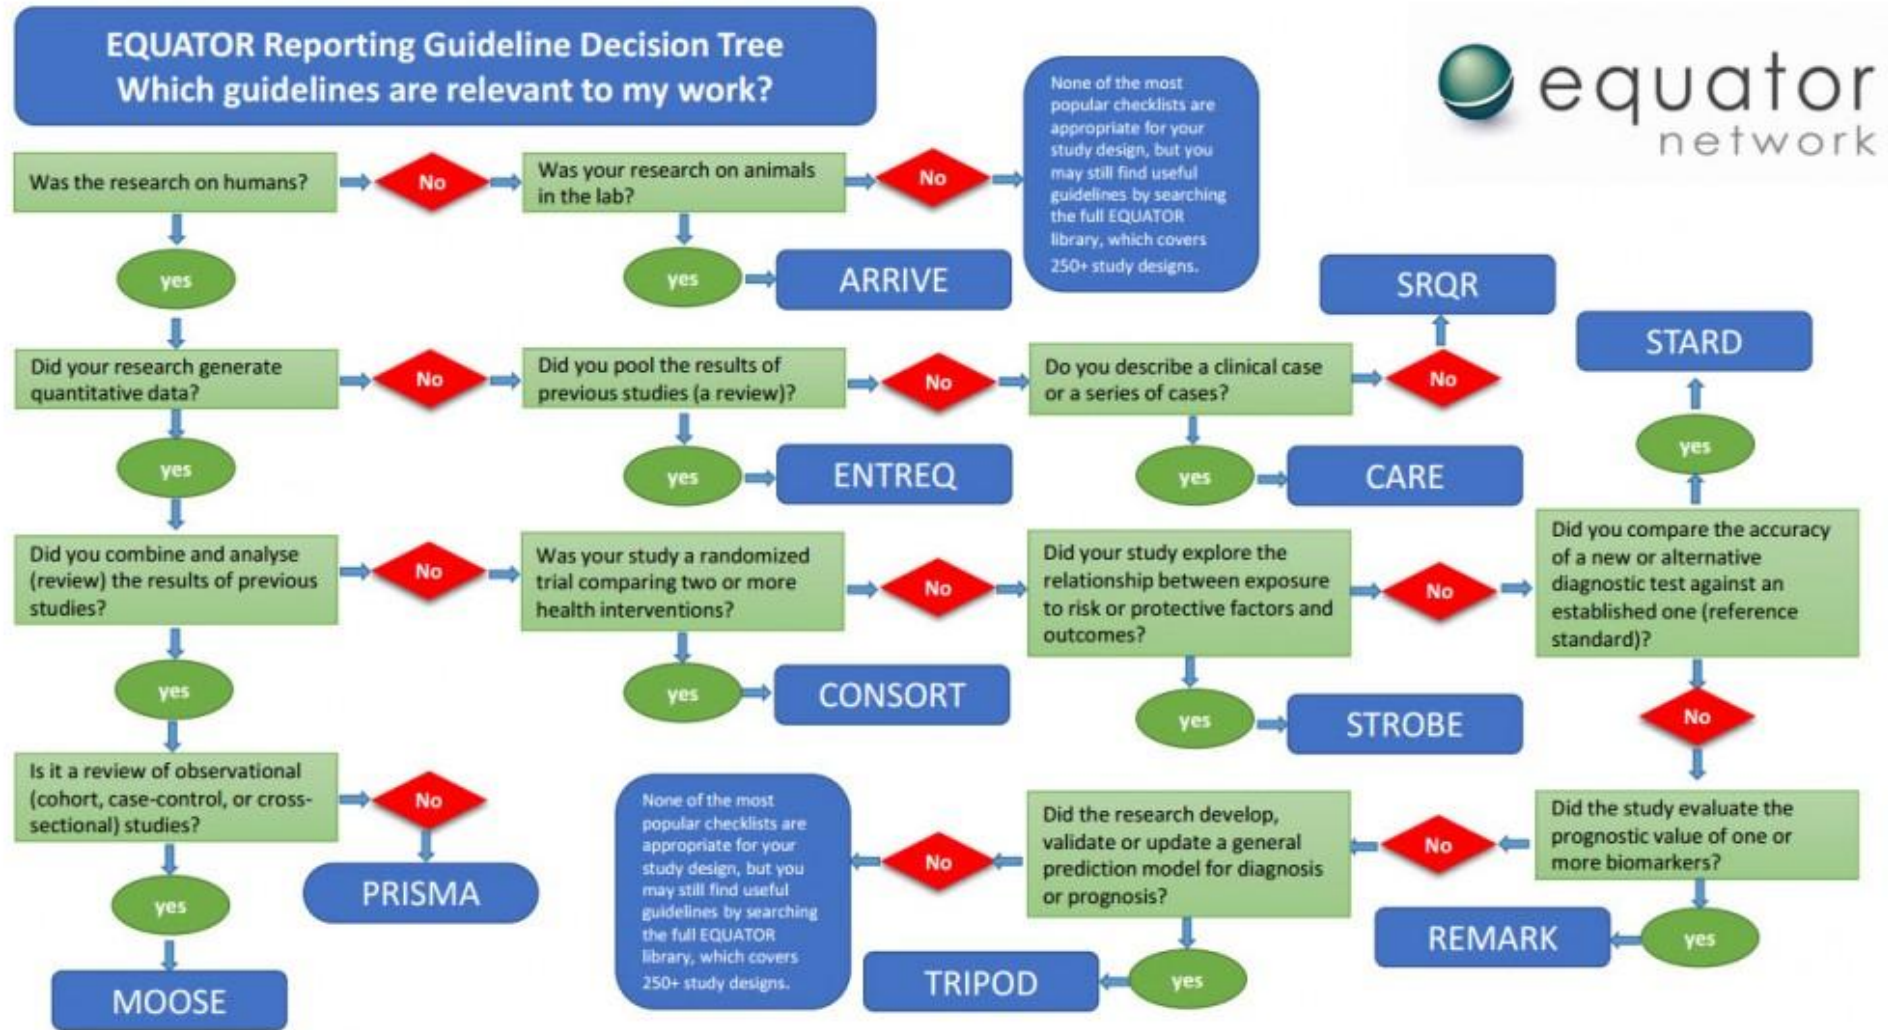 EQUATOR Reporting Guideline Decision Tree
Which guidelines are relevant to my work?
equator
network
None of the most
popular checklists are
appropriate for your
study design, but you
may still find useful
guidelines by searching
the full EQUATOR
library, which covers
250+ study designs.
Was the research on humans?
No
Was your research on animals
in the lab?
No
yes
yes
ARRIVE
SRQR
STARD
Did your research generate
quantitative data?
No
Did you pool the results of
previous studies (a review)?
No
Do you describe a clinical case
or a series of cases?
No
yes
yes
yes
ENTREQ
yes
CARE
Did you combine and analyse
(review) the results of previous
studies?
No
Was your study a randomized
trial comparing two or more
health interventions?
No
Did your study explore the
relationship between exposure
to risk or protective factors and
outcomes?
No
Did you compare the accuracy
of a new or alternative
diagnostic test against an
established one (reference
standard)?
yes
yes
CONSORT
yes
STROBE
No
Is it a review of observational
(cohort, case-control, or cross-
sectional) studies?
No
None of the most
popular checklists are
appropriate for your
study design, but you
may still find useful
guidelines by searching
the full EQUATOR
library, which covers
250+ study designs.
No
Did the research develop,
validate or update a general
prediction model for diagnosis
or prognosis?
No
Did the study evaluate the
prognostic value of one or
more biomarkers?
yes
PRISMA
REMARK
yes
MOOSE
TRIPOD
yes